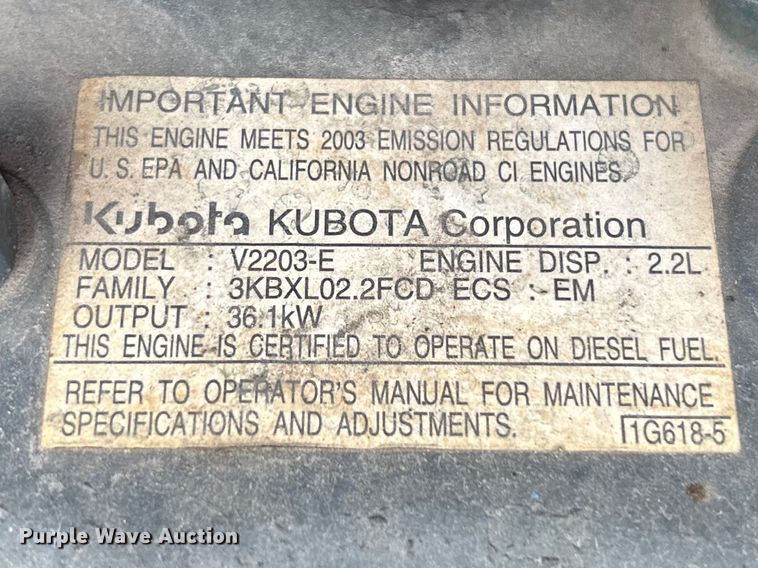 IMPORTANT ENGINE INFORMATION
THIS ENGINE MEETS 2003 EMISSION REGULATIONS FOR
U.S. EPA AND CALIFORNIA NONROAD CI ENGINES.
Kubota KUBOTA Corporation
MODEL : V2203-E ENGINE DISP. : 2.2L
FAMILY : 3KBXL02.2FCD ECS : EM
OUTPUT : 36.1kW
THIS ENGINE IS CERTIFIED TO OPERATE ON DIESEL FUEL.
REFER TO OPERATOR'S MANUAL FOR MAINTENANCE
SPECIFICATIONS AND ADJUSTMENTS. 1G618-5
Purple Wave Auction